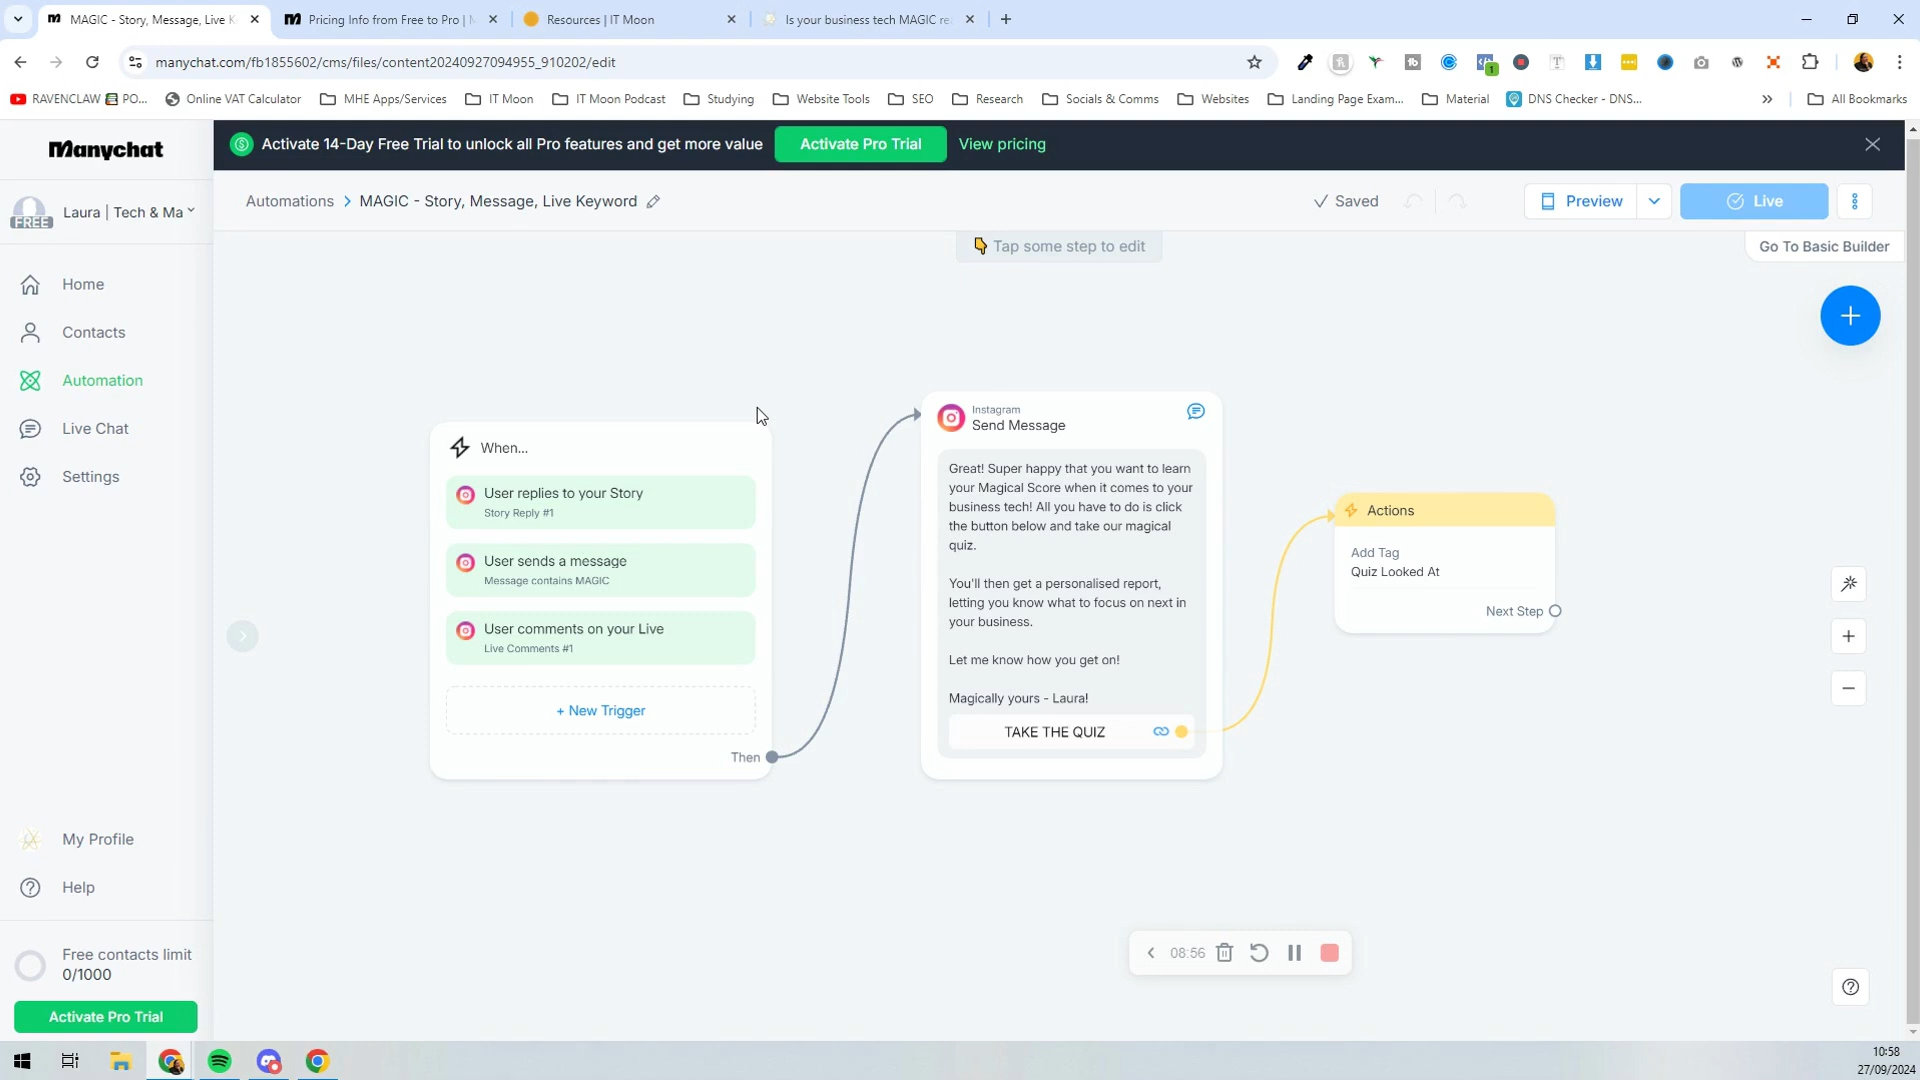 MAGIC - Story, Message, Live K
Pricing Info from Free to Pro |
Resources | IT Moon
Is your business tech MAGIC re
manychat.com/fb1855602/cms/files/content20240927094955_910202/edit
RAVENCLAW
PO...
Online VAT Calculator
MHE Apps/Services
IT Moon
IT Moon Podcast
Studying
Website Tools
SEO
Research
Socials & Comms
Websites
Landing Page Exam...
Material
DNS Checker - DNS...
All Bookmarks
Manychat
Activate 14-Day Free Trial to unlock all Pro features and get more value
Activate Pro Trial
View pricing
FREE
Laura | Tech & Ma
Automations > MAGIC - Story, Message, Live Keyword
Saved
Preview
Live
Tap some step to edit
Go To Basic Builder
Home
Contacts
Automation
Live Chat
Settings
My Profile
Help
Free contacts limit
0/1000
Activate Pro Trial
When...
User replies to your Story
Story Reply #1
User sends a message
Message contains MAGIC
User comments on your Live
Live Comments #1
+ New Trigger
Then
Instagram
Send Message
Great! Super happy that you want to learn
your Magical Score when it comes to your
business tech! All you have to do is click
the button below and take our magical
quiz.
You'll then get a personalised report,
letting you know what to focus on next in
your business.
Let me know how you get on!
Magically yours - Laura!
TAKE THE QUIZ
Actions
Add Tag
Quiz Looked At
Next Step
08:56
10:58
27/09/2024